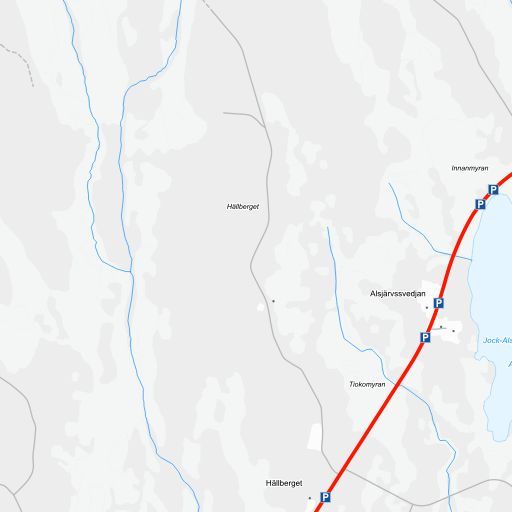 Innanmyran
P
P
Hällberget
Alsjärvssvedjan
P
P
Jock-Als
A
Tiokomyran
Hällberget
P